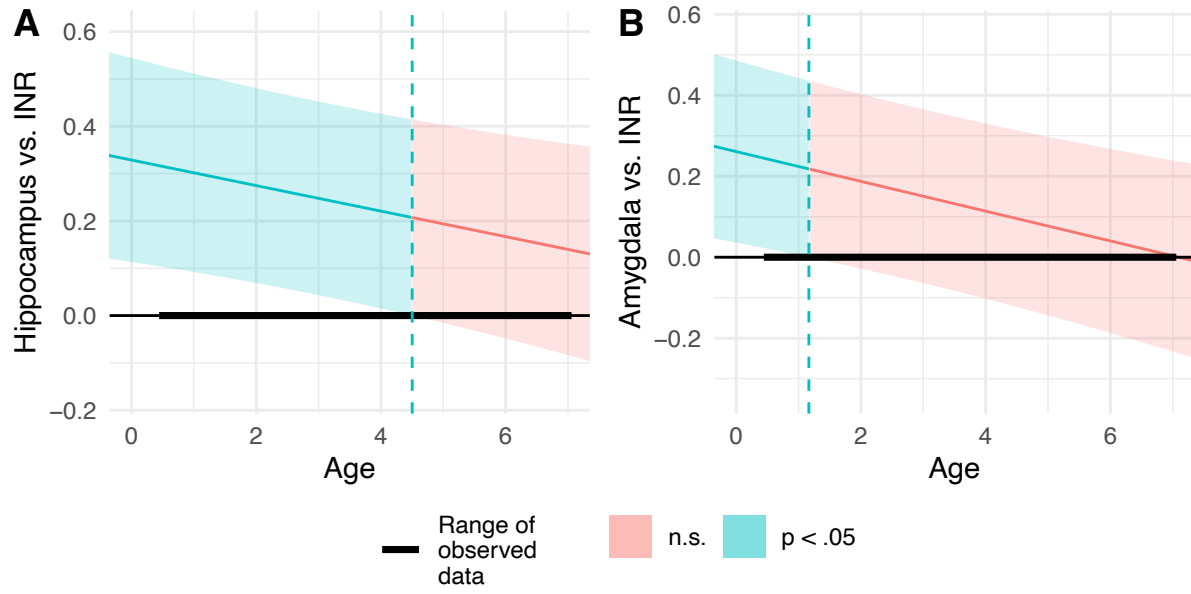 A
B
Hippocampus vs. INR
0.6
0.4
0.2
0.0
−0.2
0
2
4
6
Age
Amygdala vs. INR
0.6
0.4
0.2
0.0
−0.2
0
2
4
6
Age
Range of
observed
data
n.s.
p < .05